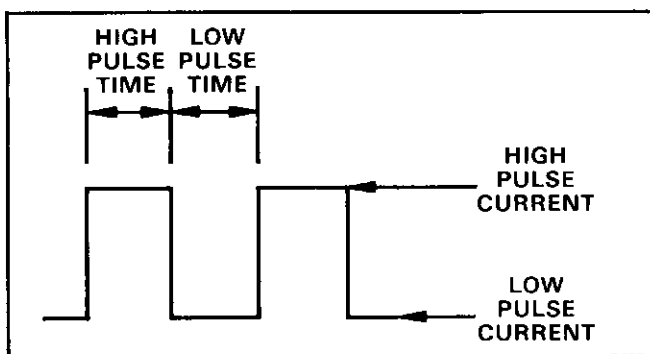 HIGH
PULSE
TIME
LOW
PULSE
TIME
HIGH
PULSE
CURRENT
LOW
PULSE
CURRENT